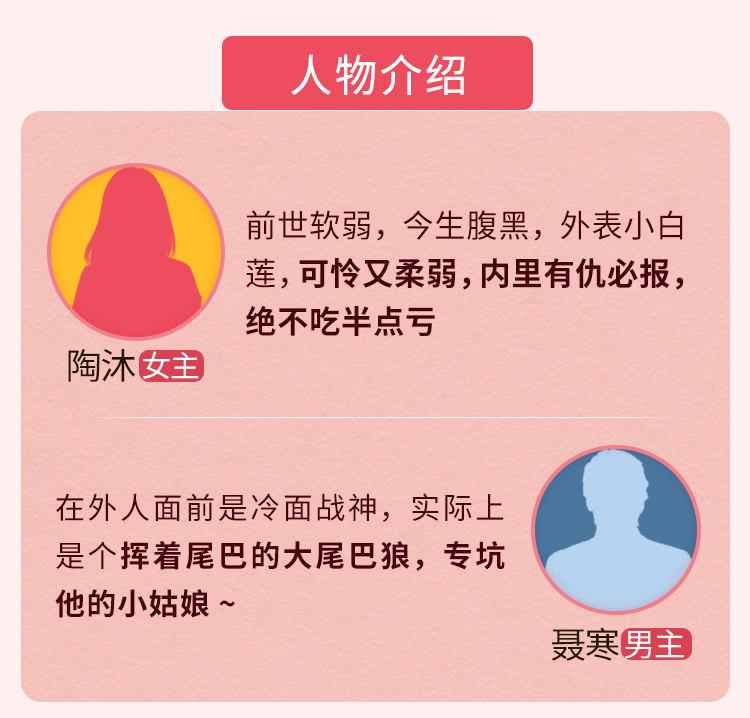 人物介绍
前世软弱，今生腹黑，外表小白
莲，可怜又柔弱，内里有仇必报，
绝不吃半点亏
陶沐 女主
在外人面前是冷面战神，实际上
是个挥着尾巴的大尾巴狼，专坑
他的小姑娘~
聂寒 男主